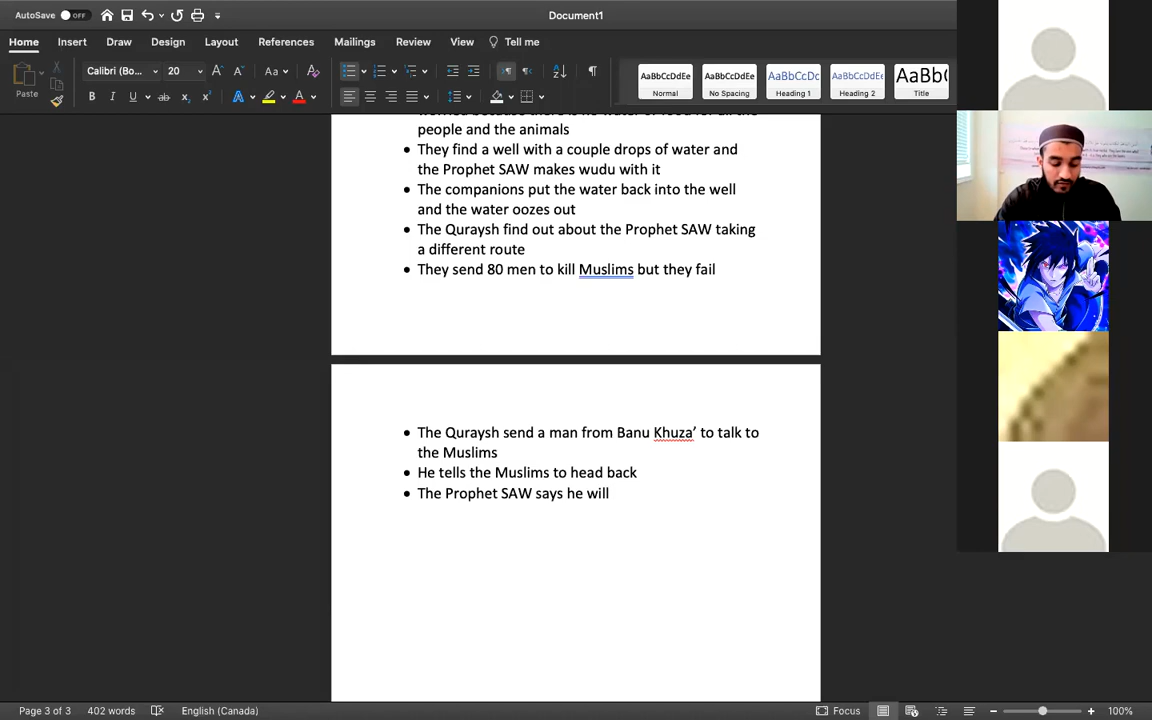 AutoSave OFF Document1
Home Insert Draw Design Layout References Mailings Review View Tell me
Calibri (Bo... 20 Aa
AaBbCcDdEe AaBbCcDdEe AaBbCcDc AaBbCcDdEe AaBb(
Paste B I U ab x x A A Normal No Spacing Heading 1 Heading 2 Title
people and the animals
• They find a well with a couple drops of water and
the Prophet SAW makes wudu with it
• The companions put the water back into the well
and the water oozes out
• The Quraysh find out about the Prophet SAW taking
a different route
• They send 80 men to kill Muslims but they fail
• The Quraysh send a man from Banu Khuza’ to talk to
the Muslims
• He tells the Muslims to head back
• The Prophet SAW says he will
Page 3 of 3 402 words English (Canada) Focus 100%